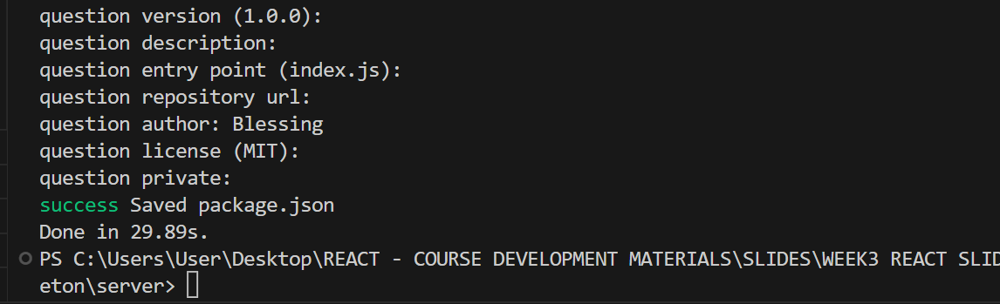 question version (1.0.0):
question description:
question entry point (index.js):
question repository url:
question author: Blessing
question license (MIT):
question private:
success Saved package.json
Done in 29.89s.
PS C:\Users\User\Desktop\REACT - COURSE DEVELOPMENT MATERIALS\SLIDES\WEEK3 REACT SLID
eton\server>